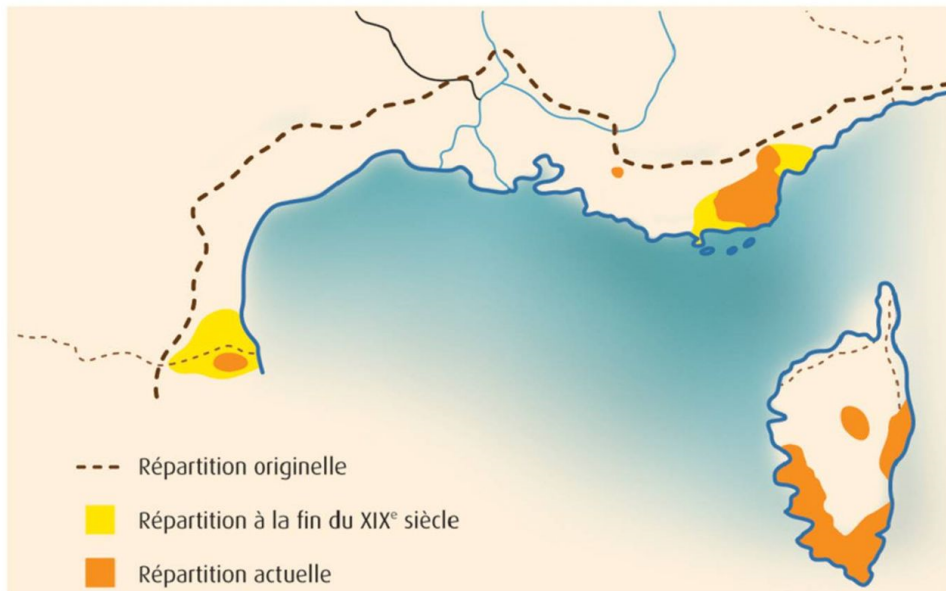 Répartition originelle
Répartition à la fin du XIXᵉ siècle
Répartition actuelle